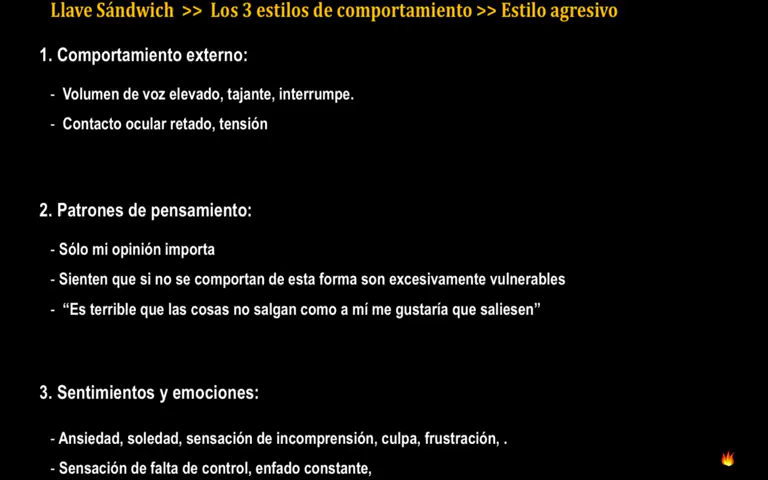 Llave Sándwich >> Los 3 estilos de comportamiento >> Estilo agresivo
1. Comportamiento externo:
- Volumen de voz elevado, tajante, interrumpe.
- Contacto ocular retado, tensión
2. Patrones de pensamiento:
- Sólo mi opinión importa
- Sienten que si no se comportan de esta forma son excesivamente vulnerables
- “Es terrible que las cosas no salgan como a mí me gustaría que saliesen”
3. Sentimientos y emociones:
- Ansiedad, soledad, sensación de incomprensión, culpa, frustración, .
- Sensación de falta de control, enfado constante,